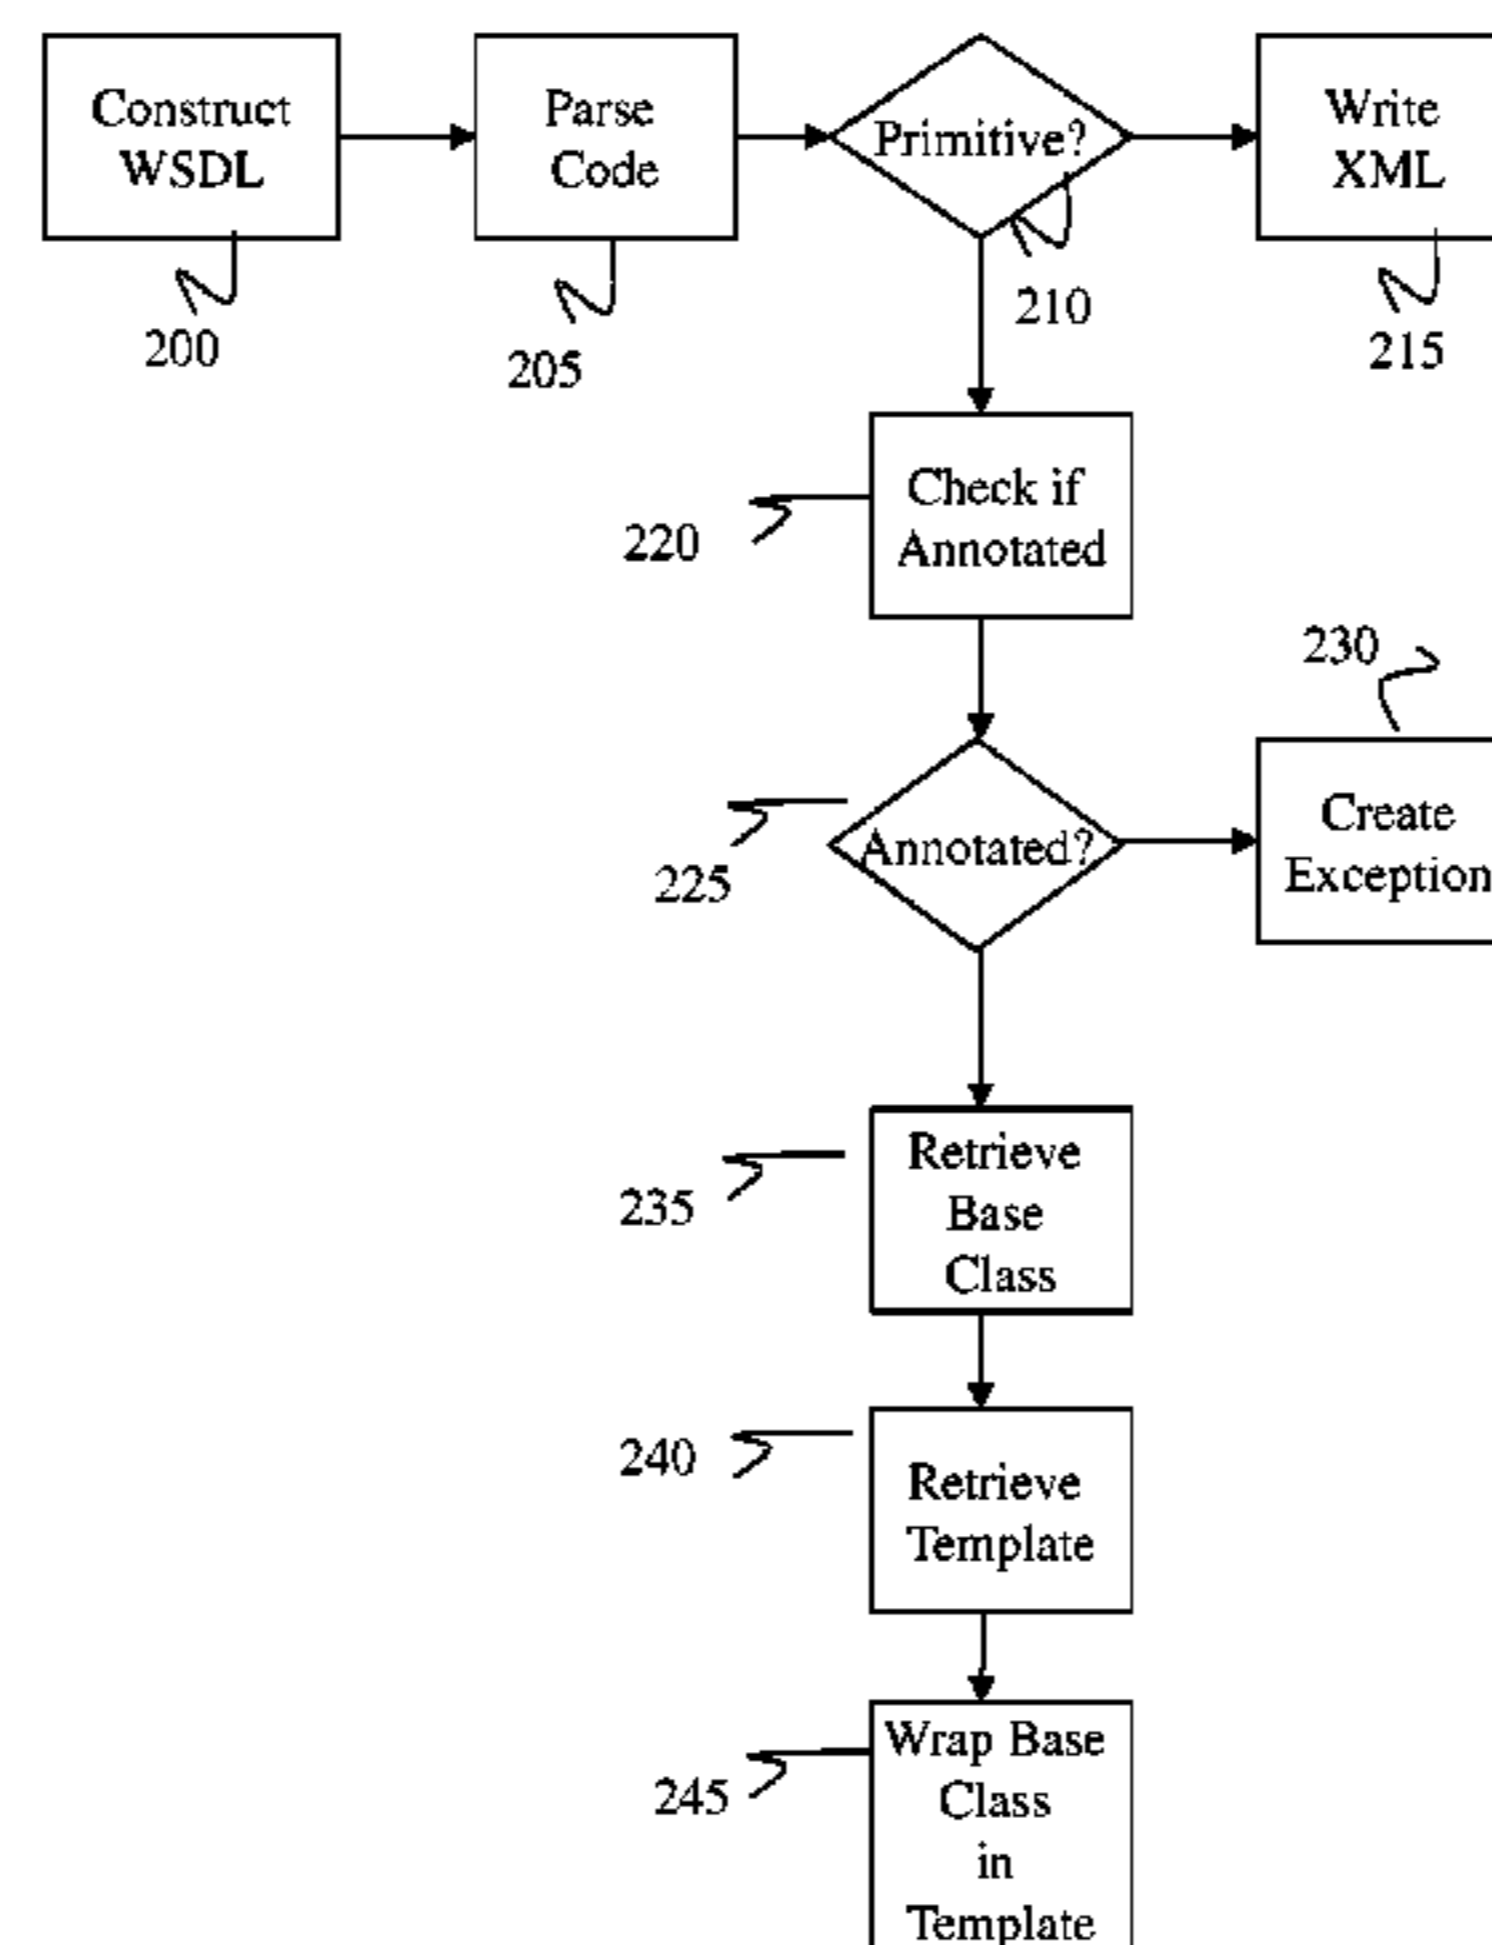 Construct
WSDL
200
Parse
Code
205
Primitive?
210
Write
XML
215
Check if
Annotated
220
Annotated?
225
230
Create
Exception
Retrieve
Base
Class
235
Retrieve
Template
240
Wrap Base
Class
in
Template
245